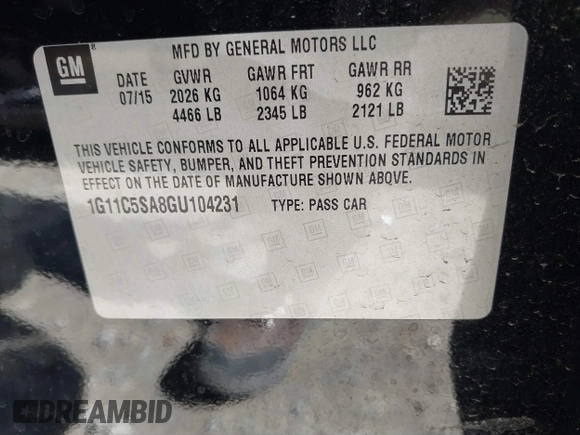 GM
®
MFD BY GENERAL MOTORS LLC
DATE GVWR GAWR FRT GAWR RR
07/15 2026 KG 1064 KG 962 KG
4466 LB 2345 LB 2121 LB
THIS VEHICLE CONFORMS TO ALL APPLICABLE U.S. FEDERAL MOTOR
VEHICLE SAFETY, BUMPER, AND THEFT PREVENTION STANDARDS IN
EFFECT ON THE DATE OF MANUFACTURE SHOWN ABOVE.
1G11C5SA8GU104231 TYPE: PASS CAR
DREAMBID